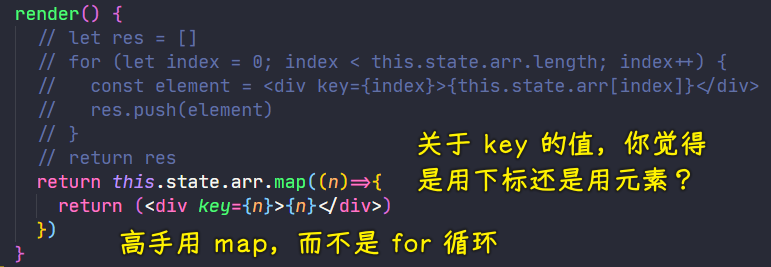 render() {
// let res = []
// for (let index = 0; index < this.state.arr.length; index++) {
//   const element = <div key={index}>{this.state.arr[index]}</div>
//   res.push(element)
// }
// return res
return this.state.arr.map((n)=>{
return (<div key={n}>{n}</div>)
})
}
关于 key 的值，你觉得
是用下标还是用元素？
高手用 map，而不是 for 循环